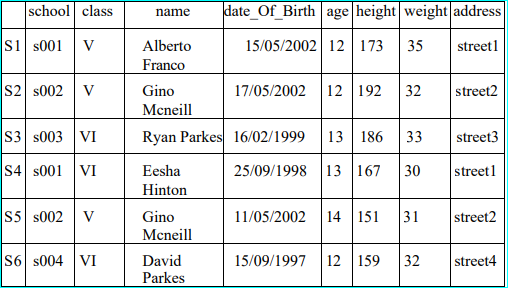 school class name date_Of_Birth age height weight address
S1 s001 V Alberto Franco 15/05/2002 12 173 35 street1
S2 s002 V Gino Mcneill 17/05/2002 12 192 32 street2
S3 s003 VI Ryan Parkes 16/02/1999 13 186 33 street3
S4 s001 VI Eesha Hinton 25/09/1998 13 167 30 street1
S5 s002 V Gino Mcneill 11/05/2002 14 151 31 street2
S6 s004 VI David Parkes 15/09/1997 12 159 32 street4